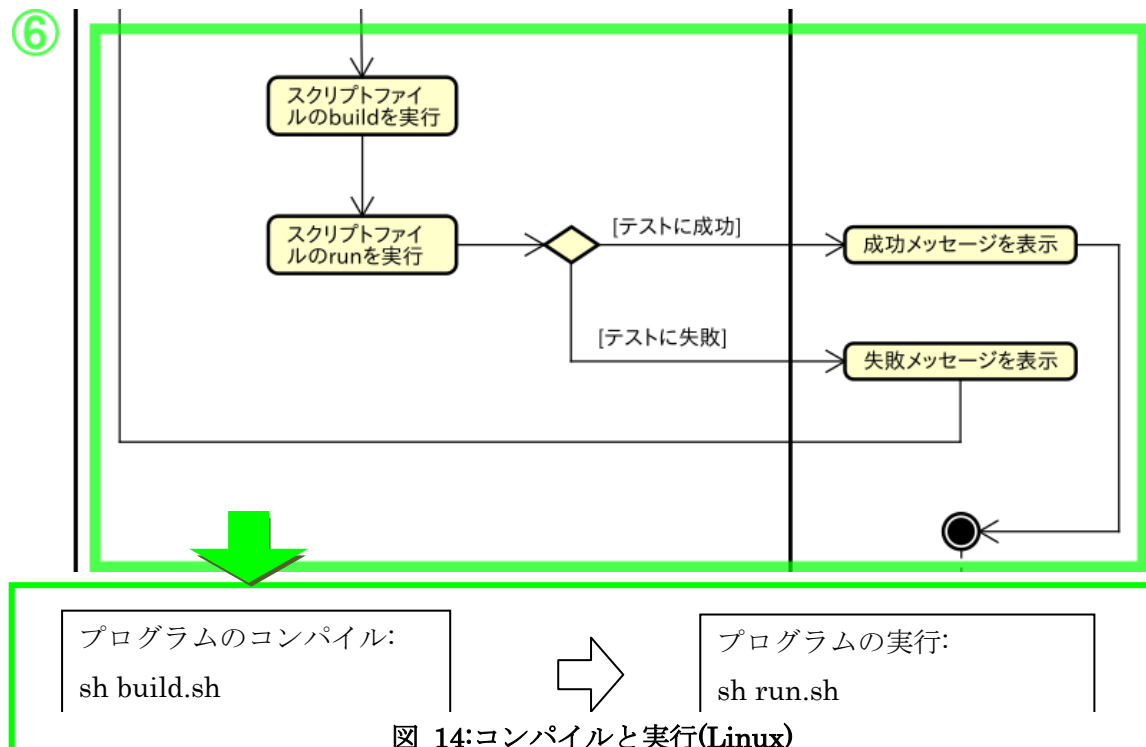 ⑥
スクリプトファイ
ルのbuildを実行
スクリプトファイ
ルのrunを実行
[テストに成功]
成功メッセージを表示
[テストに失敗]
失敗メッセージを表示
プログラムのコンパイル:
sh build.sh
プログラムの実行:
sh run.sh
図 14:コンパイルと実行(Linux)